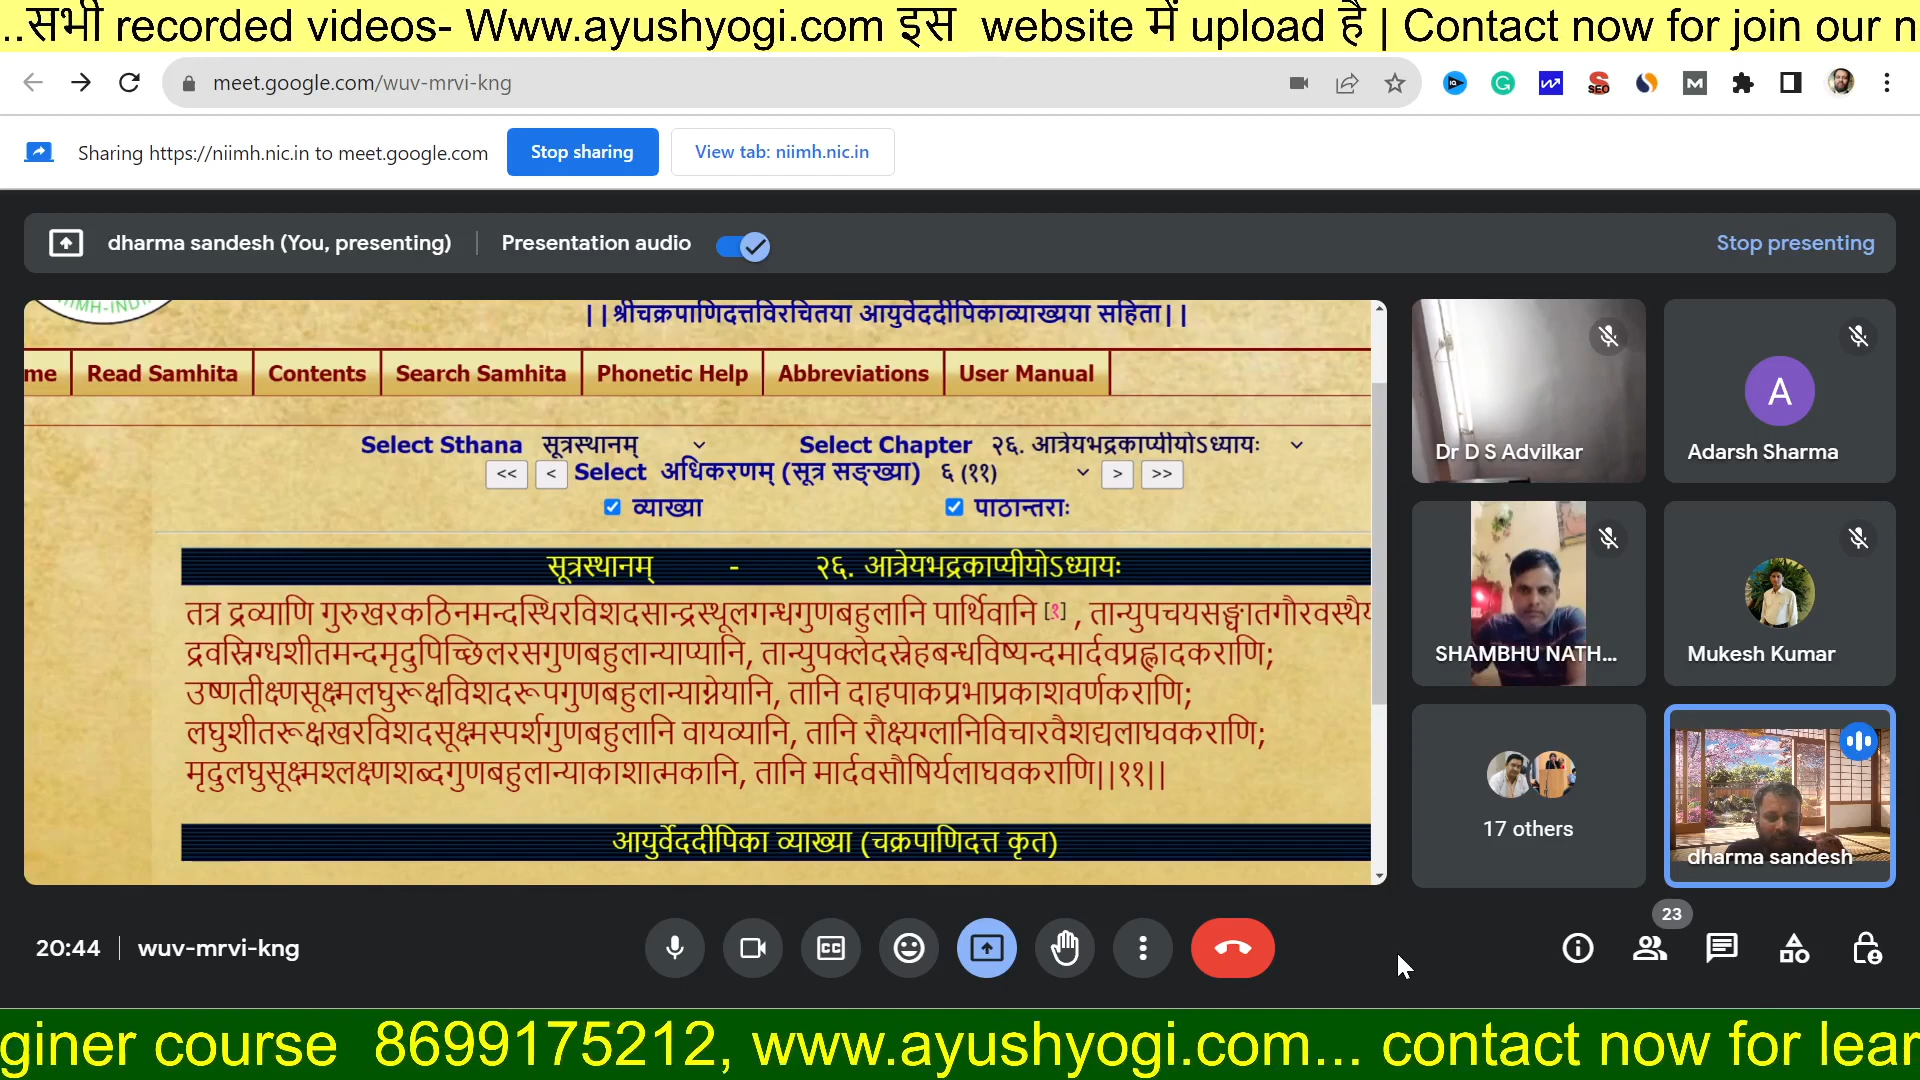 ..सभी recorded videos- Www.ayushyogi.com इस website में upload है | Contact now for join our n
meet.google.com/wuv-mrvi-kng
Sharing https://niimh.nic.in to meet.google.com Stop sharing View tab: niimh.nic.in
dharma sandesh (You, presenting) Presentation audio Stop presenting
IIMH-INDI
||श्रीचक्रपाणिदत्तविरचितया आयुर्वेददीपिकाव्याख्यया सहिता||
me Read Samhita Contents Search Samhita Phonetic Help Abbreviations User Manual
Select Sthana सूत्रस्थानम् Select Chapter २६. आत्रेयभद्रकाप्यीयोऽध्यायः
<< < Select अधिकरणम् (सूत्र सङ्ख्या) ६ (११) > >>
व्याख्या पाठान्तराः
सूत्रस्थानम् - २६. आत्रेयभद्रकाप्यीयोऽध्यायः
तत्र द्रव्याणि गुरुखरकठिनमन्दस्थिरविशदसान्द्रस्थूलगन्धगुणबहुलानि पार्थिवानि [१] , तान्युपचयसङ्घातगौरवस्थैय
द्रवस्निग्धशीतमन्दमृदुपिच्छिलरसगुणबहुलान्याप्यानि, तान्युपक्लेदस्नेहबन्धविष्यन्दमार्दवप्रह्लादकराणि;
उष्णतीक्ष्णसूक्ष्मलघुरूक्षविशदरूपगुणबहुलान्याग्नेयानि, तानि दाहपाकप्रभाप्रकाशवर्णकराणि;
लघुशीतरूक्षखरविशदसूक्ष्मस्पर्शगुणबहुलानि वायव्यानि, तानि रौक्ष्यग्लानिविचारवैशद्यलाघवकराणि;
मृदुलघुसूक्ष्मश्लक्ष्णशब्दगुणबहुलान्याकाशात्मकानि, तानि मार्दवसौषिर्यलाघवकराणि||११||
आयुर्वेददीपिका व्याख्या (चक्रपाणिदत्त कृत)
Dr D S Advilkar
A
Adarsh Sharma
SHAMBHU NATH...
Mukesh Kumar
17 others
dharma sandesh
23
20:44 wuv-mrvi-kng
giner course 8699175212, www.ayushyogi.com... contact now for lear